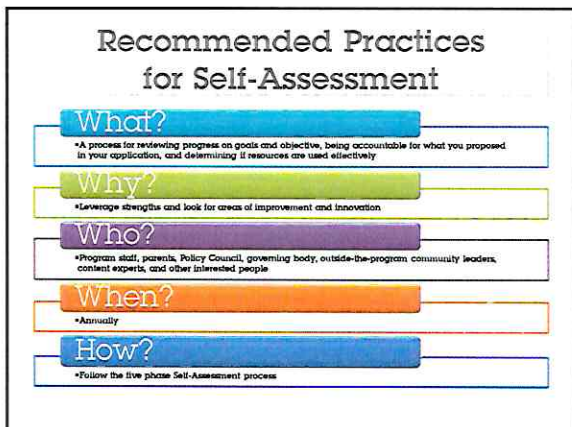 Recommended Practices
for Self-Assessment
What?
•A process for reviewing progress on goals and objective, being accountable for what you proposed
in your application, and determining if resources are used effectively
Why?
•Leverage strengths and look for areas of improvement and innovation
Who?
•Program staff, parents, Policy Council, governing body, outside-the-program community leaders,
content experts, and other interested people
When?
•Annually
How?
•Follow the five phase Self-Assessment process